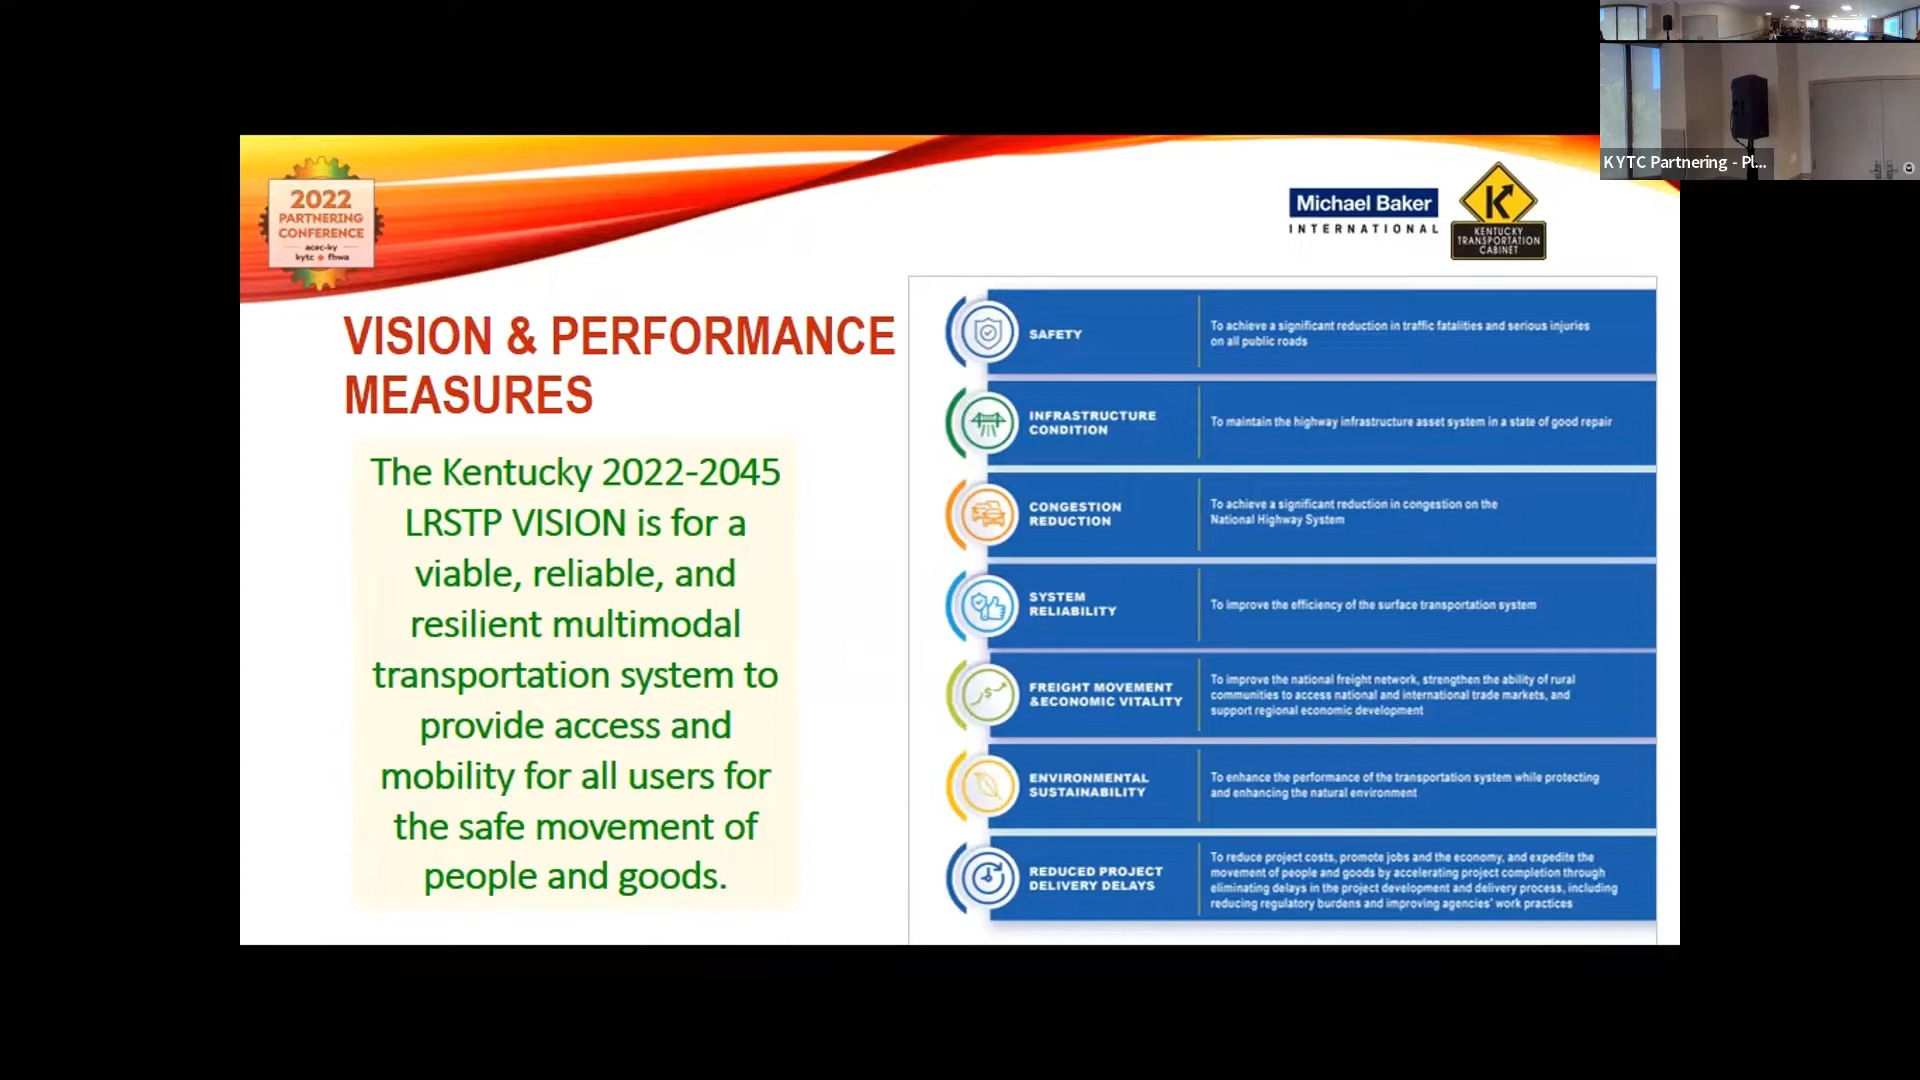 KYTC Partnering - Pl...
2022
PARTNERING
CONFERENCE
acec-ky
kytc fhwa
Michael Baker
INTERNATIONAL
K
KENTUCKY
TRANSPORTATION
CABINET
VISION & PERFORMANCE
MEASURES
The Kentucky 2022-2045
LRSTP VISION is for a
viable, reliable, and
resilient multimodal
transportation system to
provide access and
mobility for all users for
the safe movement of
people and goods.
SAFETY
To achieve a significant reduction in traffic fatalities and serious injuries
on all public roads
INFRASTRUCTURE
CONDITION
To maintain the highway infrastructure asset system in a state of good repair
CONGESTION
REDUCTION
To achieve a significant reduction in congestion on the
National Highway System
SYSTEM
RELIABILITY
To improve the efficiency of the surface transportation system
FREIGHT MOVEMENT
&ECONOMIC VITALITY
To improve the national freight network, strengthen the ability of rural
communities to access national and international trade markets, and
support regional economic development
ENVIRONMENTAL
SUSTAINABILITY
To enhance the performance of the transportation system while protecting
and enhancing the natural environment
REDUCED PROJECT
DELIVERY DELAYS
To reduce project costs, promote jobs and the economy, and expedite the
movement of people and goods by accelerating project completion through
eliminating delays in the project development and delivery process, including
reducing regulatory burdens and improving agencies' work practices